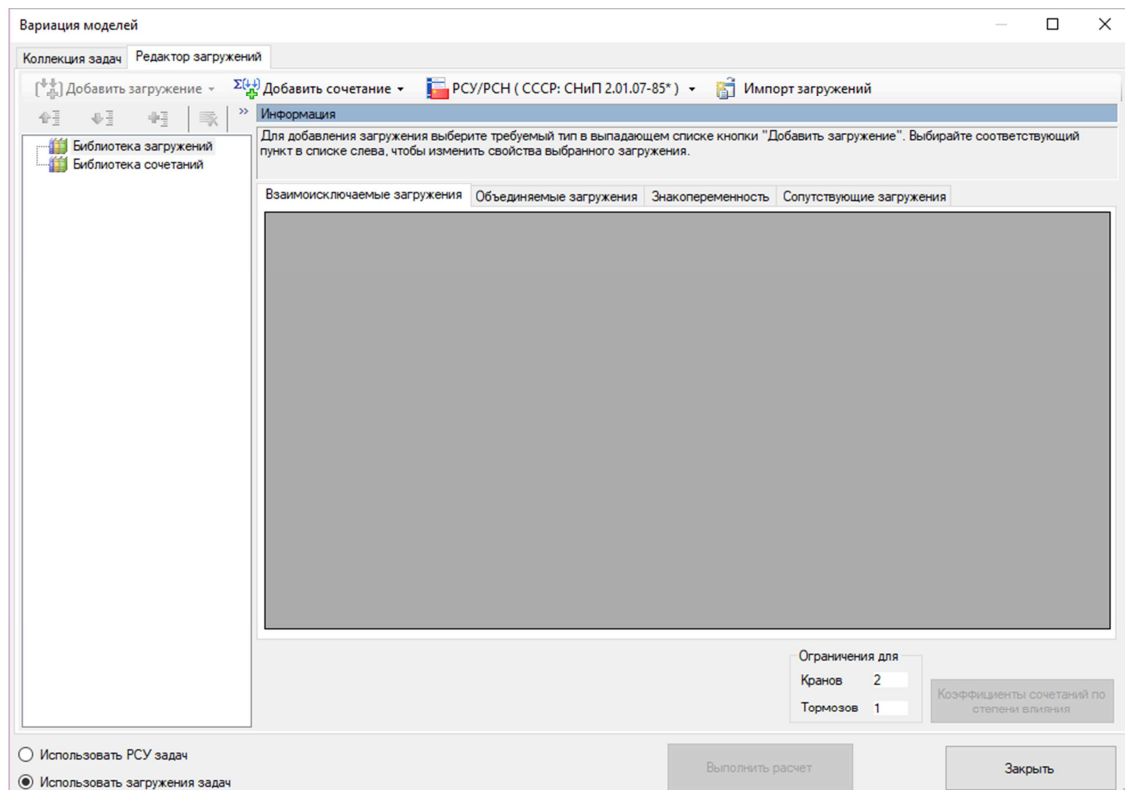 Вариация моделей
Коллекция задач Редактор загружений
Добавить загружение Добавить сочетание РСУ/РСН ( СССР: СНиП 2.01.07-85* ) Импорт загружений
Информация
Для добавления загружения выберите требуемый тип в выпадающем списке кнопки "Добавить загружение". Выбирайте соответствующий
пункт в списке слева, чтобы изменить свойства выбранного загружения.
Библиотека загружений
Библиотека сочетаний
Взаимоисключаемые загружения Объединяемые загружения Знакопеременность Сопутствующие загружения
Ограничения для
Кранов 2
Тормозов 1
Коэффициенты сочетаний по
степени влияния
Использовать РСУ задач
Использовать загружения задач
Выполнить расчет
Закрыть